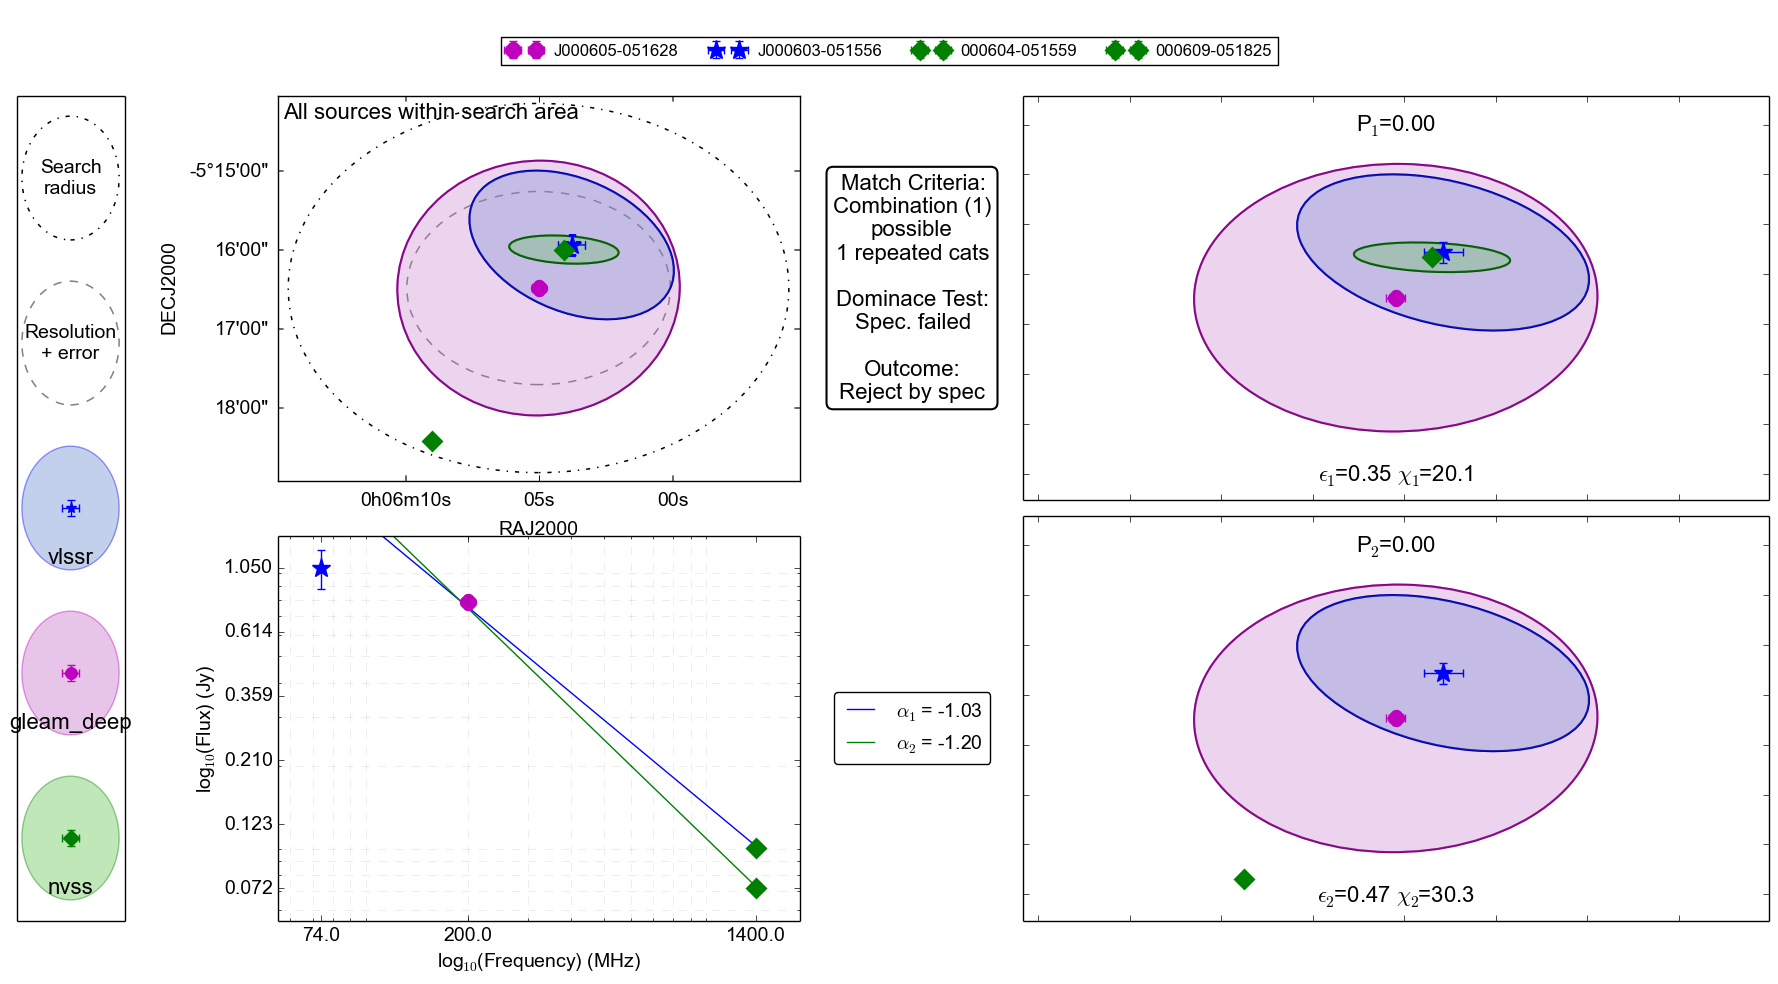 J000605-051628 J000603-051556 000604-051559 000609-051825
Search
radius
Resolution
+ error
vlssr
gleam_deep
nvss
All sources within search area
DECJ2000
-5°15'00"
16'00"
17'00"
18'00"
0h06m10s 05s 00s
RAJ2000
Match Criteria:
Combination (1)
possible
1 repeated cats
Dominace Test:
Spec. failed
Outcome:
Reject by spec
P₁=0.00
ϵ₁=0.35 χ₁=20.1
log₁₀(Flux) (Jy)
1.050
0.614
0.359
0.210
0.123
0.072
74.0 200.0 1400.0
log₁₀(Frequency) (MHz)
α₁ = -1.03
α₂ = -1.20
P₂=0.00
ϵ₂=0.47 χ₂=30.3